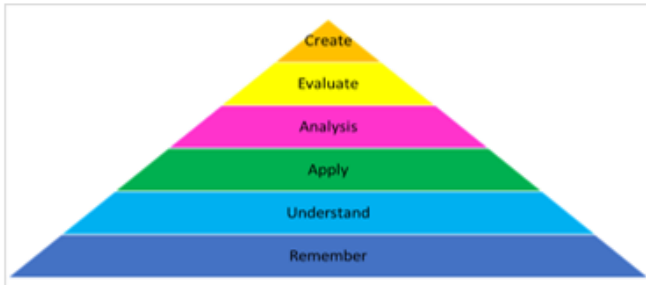 Create
Evaluate
Analysis
Apply
Understand
Remember